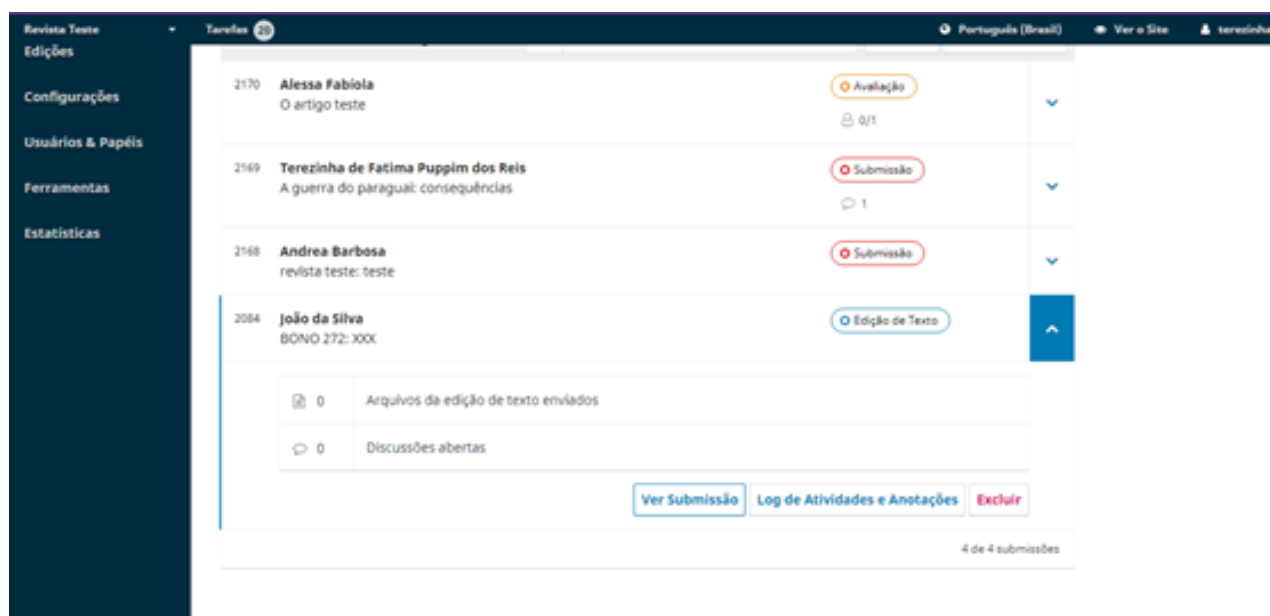 Revista Teste
Tarefas 20
Português (Brasil)
Ver o Site
terezinha
Edições
Configurações
Usuários & Papéis
Ferramentas
Estatísticas
2170
Alessa Fabíola
O artigo teste
Avaliação
0/1
2169
Terezinha de Fatima Puppim dos Reis
A guerra do paraguai: consequências
Submissão
1
2168
Andrea Barbosa
revista teste: teste
Submissão
2084
João da Silva
BONO 272: XXX
Edição de Texto
0 Arquivos da edição de texto enviados
0 Discussões abertas
Ver Submissão
Log de Atividades e Anotações
Excluir
4 de 4 submissões